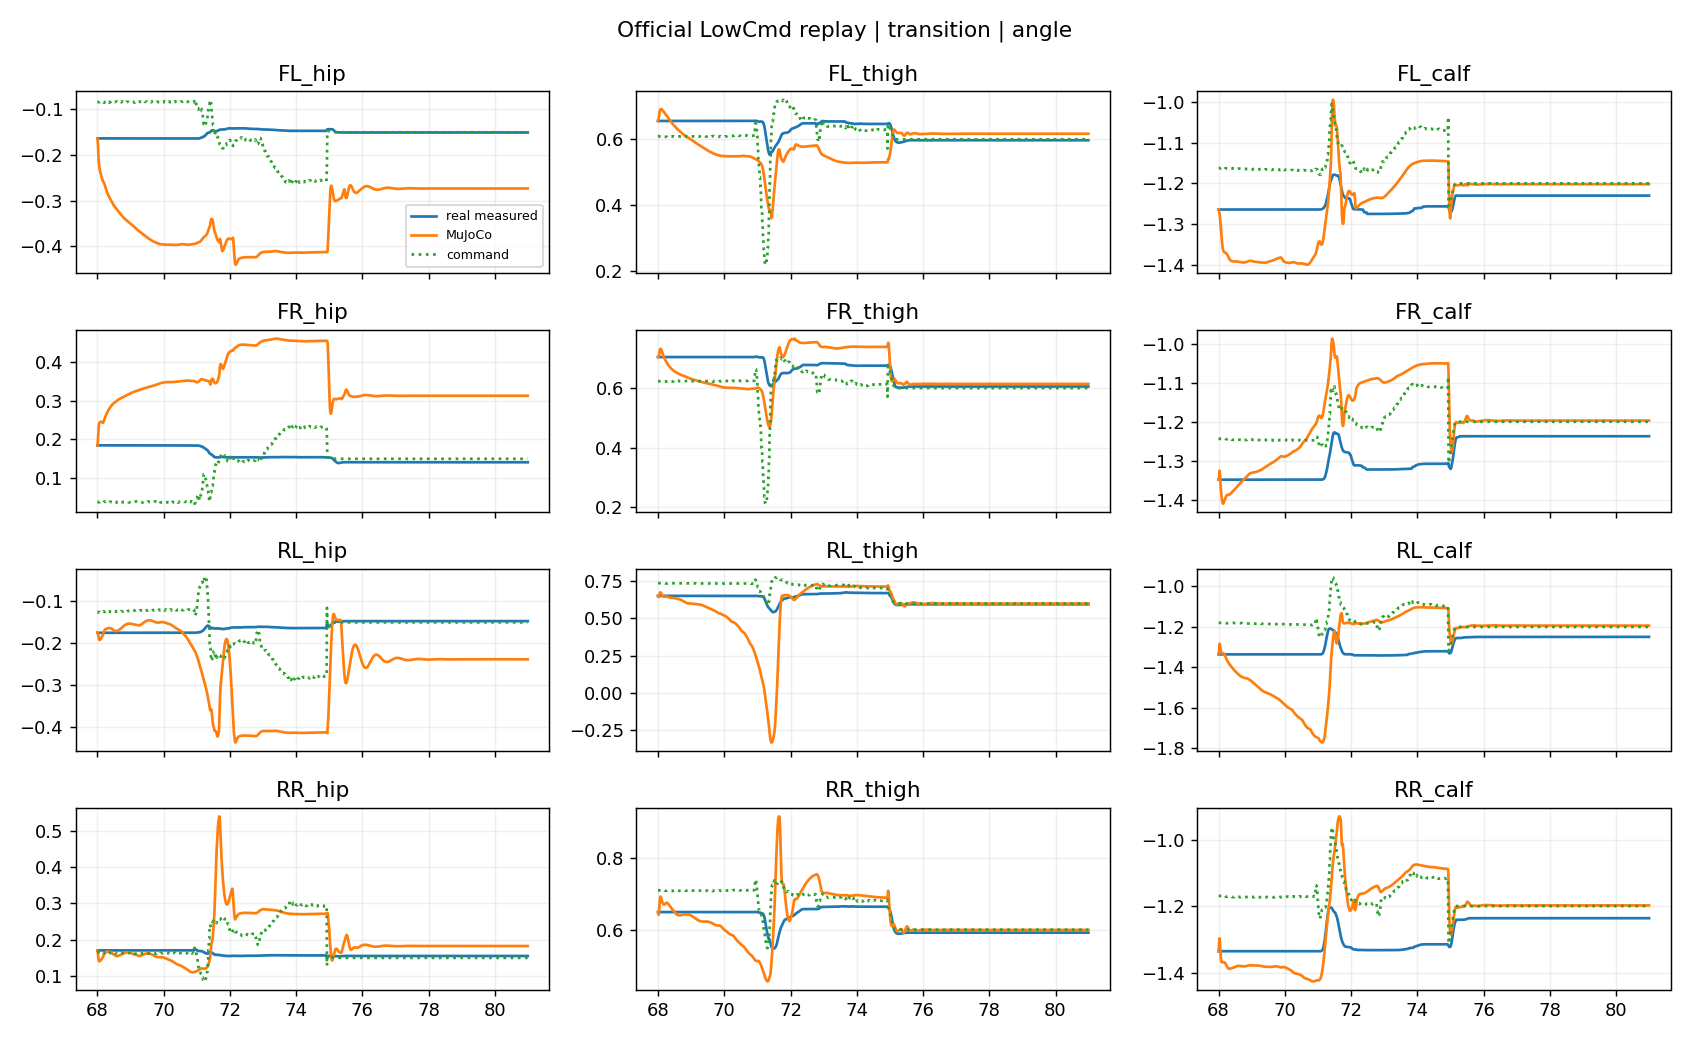 Official LowCmd replay | transition | angle
FL_hip
−0.1
−0.2
−0.3
−0.4
real measured
MuJoCo
command
FL_thigh
0.6
0.4
0.2
FL_calf
−1.0
−1.1
−1.2
−1.3
−1.4
FR_hip
0.4
0.3
0.2
0.1
FR_thigh
0.6
0.4
0.2
FR_calf
−1.0
−1.1
−1.2
−1.3
−1.4
RL_hip
−0.1
−0.2
−0.3
−0.4
RL_thigh
0.75
0.50
0.25
0.00
−0.25
RL_calf
−1.0
−1.2
−1.4
−1.6
−1.8
RR_hip
0.5
0.4
0.3
0.2
0.1
68 70 72 74 76 78 80
RR_thigh
0.8
0.6
68 70 72 74 76 78 80
RR_calf
−1.0
−1.2
−1.4
68 70 72 74 76 78 80